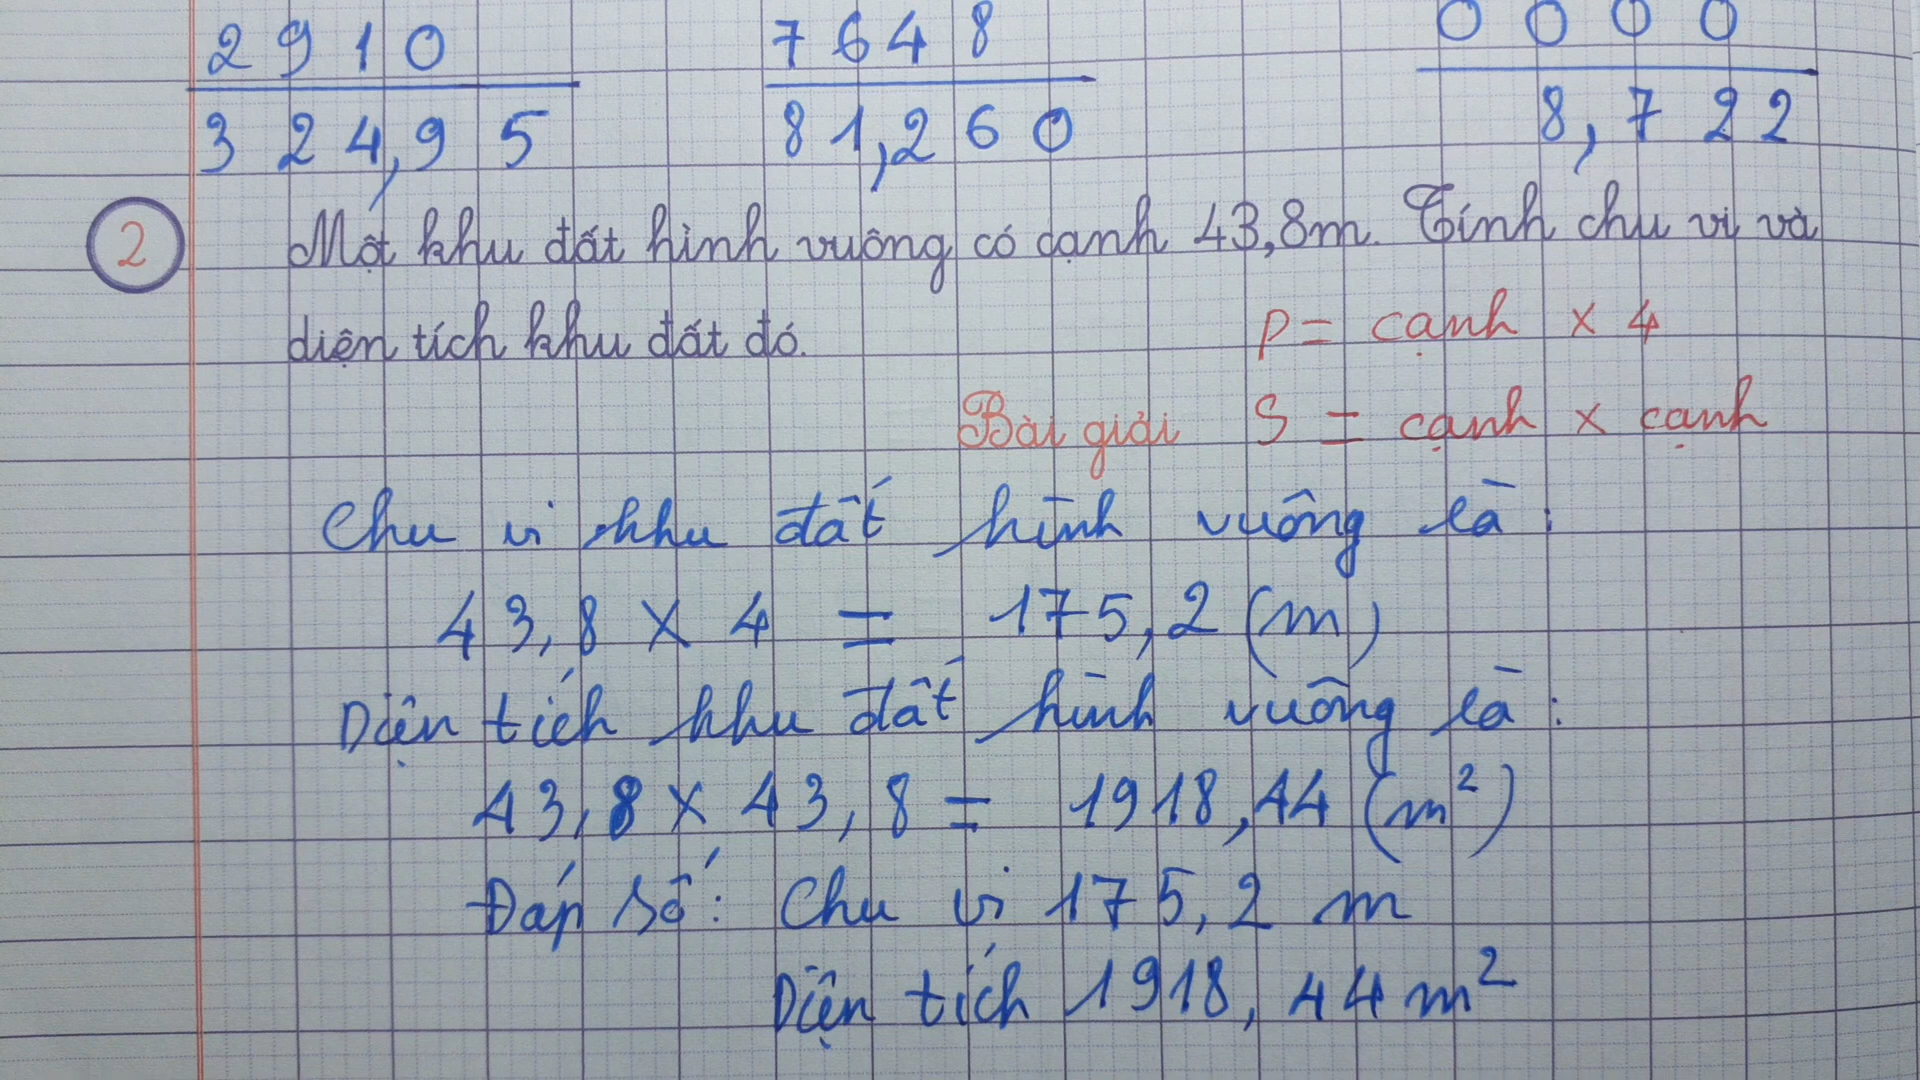 2910 7648 0000
324,95 81,260 8,722
2 Một khu đất hình vuông có cạnh 43,8m. Tính chu vi và
diện tích khu đất đó. P = cạnh x 4
Bài giải S = cạnh x cạnh
Chu vi khu đất hình vuông là :
43,8 x 4 = 175,2 (m)
Diện tích khu đất hình vuông là :
43,8 x 43,8 = 1918,44 (m²)
Đáp số : Chu vi 175,2 m
Diện tích 1918,44 m²